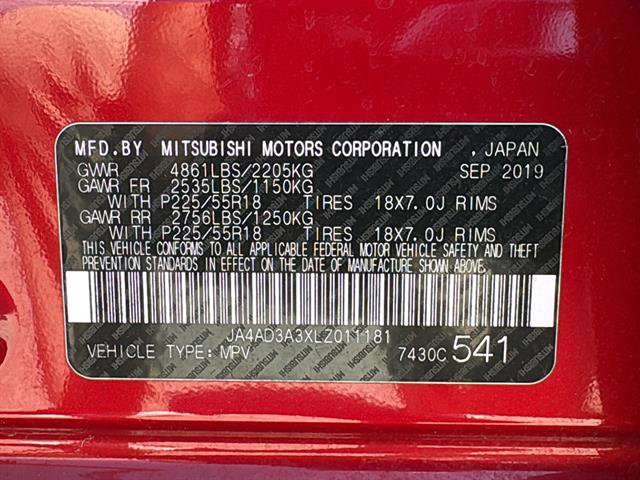 MFD.BY MITSUBISHI MOTORS CORPORATION , JAPAN
GVWR 4861LBS/2205KG SEP 2019
GAWR FR 2535LBS/1150KG
WITH P225/55R18 TIRES 18X7.0J RIMS
GAWR RR 2756LBS/1250KG
WITH P225/55R18 TIRES 18X7.0J RIMS
THIS VEHICLE CONFORMS TO ALL APPLICABLE FEDERAL MOTOR VEHICLE SAFETY AND THEFT
PREVENTION STANDARDS IN EFFECT ON THE DATE OF MANUFACTURE SHOWN ABOVE.
JA4AD3A3XLZ011181
VEHICLE TYPE: MPV 7430C 541